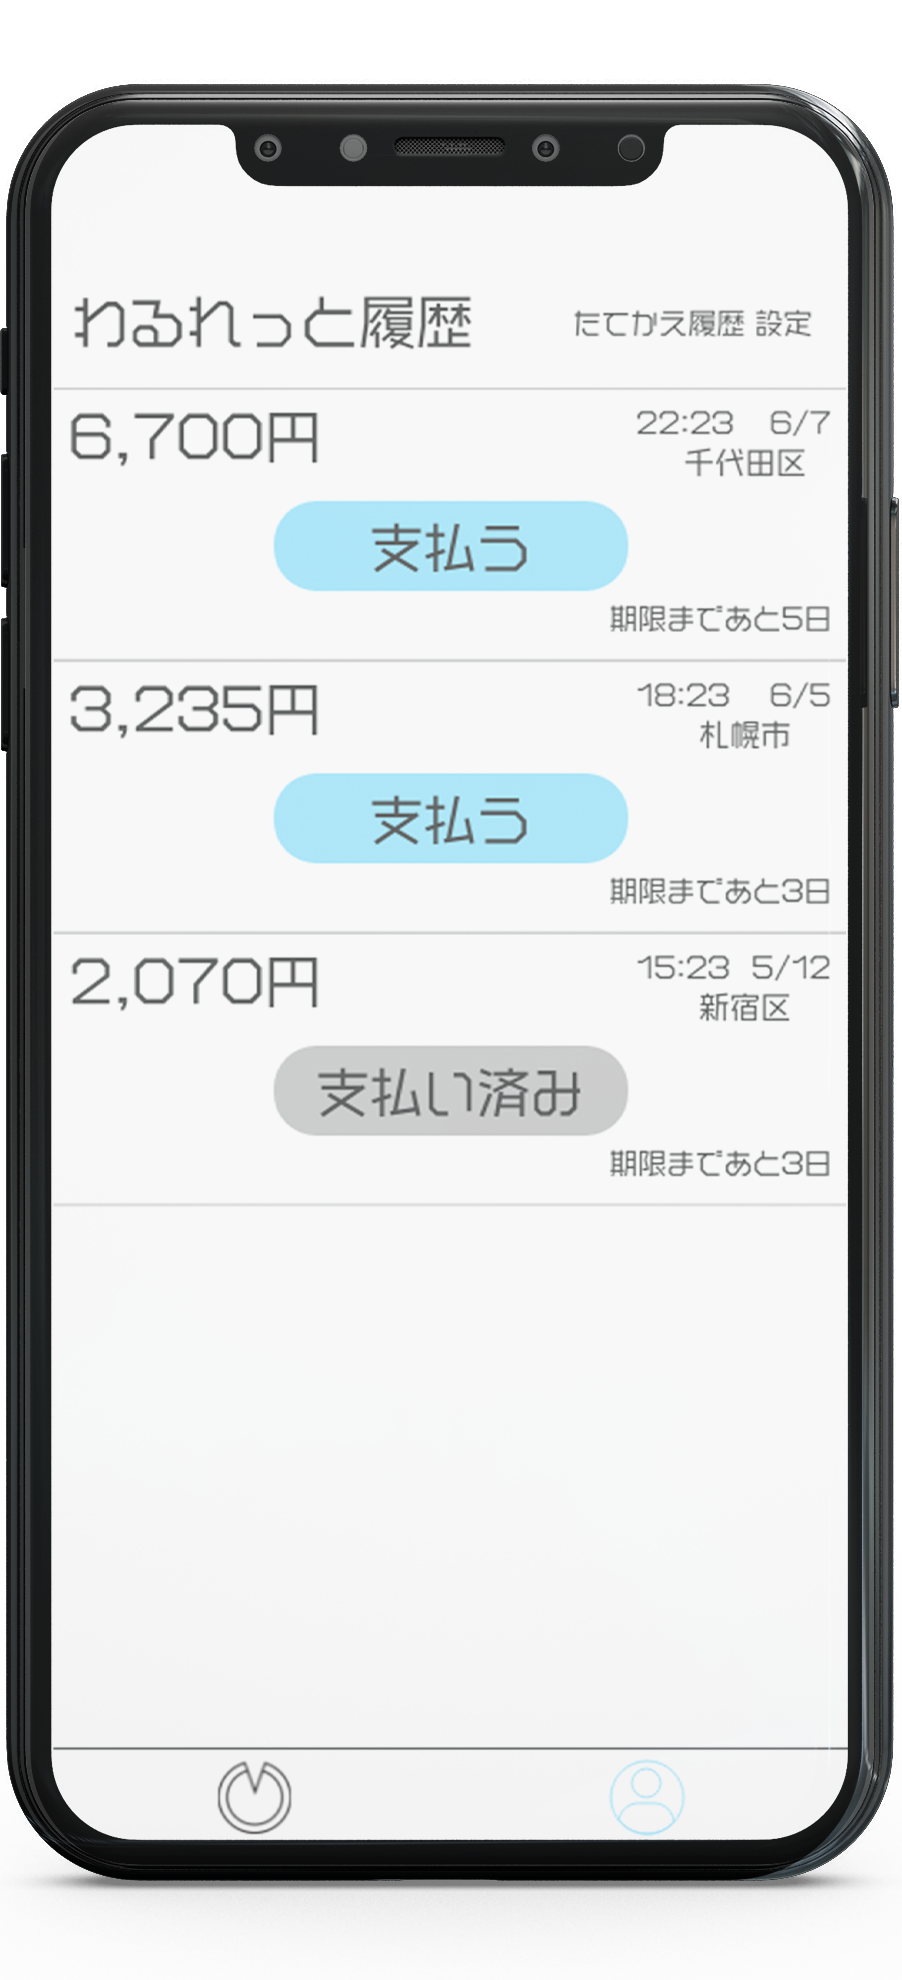 わるれっと履歴
たてかえ履歴 設定
6,700円
22:23 6/7
千代田区
支払う
期限まであと5日
3,235円
18:23 6/5
札幌市
支払う
期限まであと3日
2,070円
15:23 5/12
新宿区
支払い済み
期限まであと3日